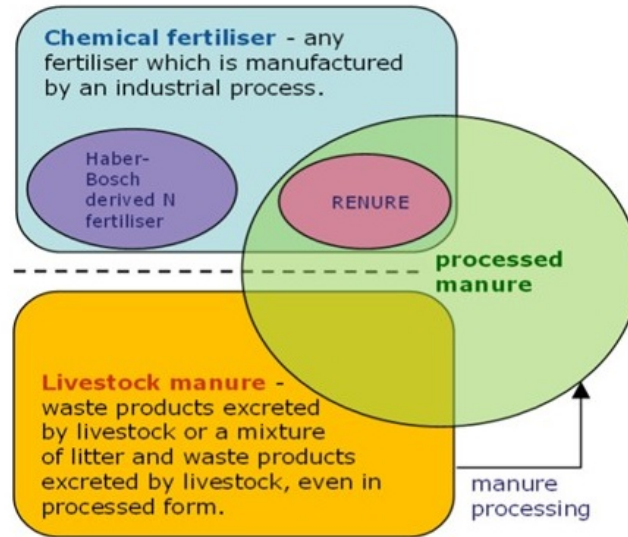 Chemical fertiliser - any
fertiliser which is manufactured
by an industrial process.
Haber-
Bosch
derived N
fertiliser
RENURE
processed
manure
Livestock manure -
waste products excreted
by livestock or a mixture
of litter and waste products
excreted by livestock, even in
processed form.
manure
processing